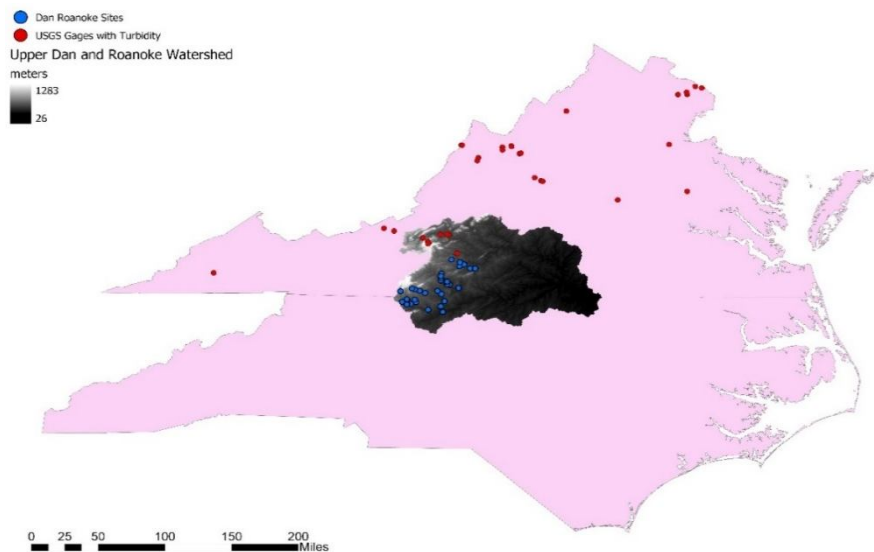 Dan Roanoke Sites
USGS Gages with Turbidity
Upper Dan and Roanoke Watershed
meters
1283
26
0 25 50 100 150 200
Miles